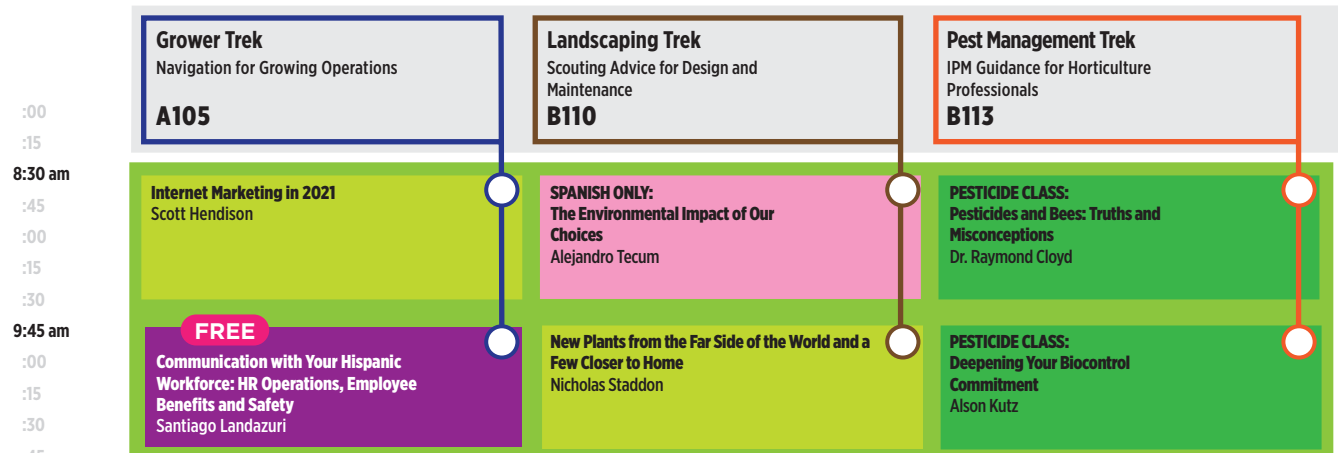 Grower Trek
Navigation for Growing Operations
A105
Landscaping Trek
Scouting Advice for Design and
Maintenance
B110
Pest Management Trek
IPM Guidance for Horticulture
Professionals
B113
:00
:15
8:30 am
:45
:00
:15
:30
Internet Marketing in 2021
Scott Hendison
SPANISH ONLY:
The Environmental Impact of Our
Choices
Alejandro Tecum
PESTICIDE CLASS:
Pesticides and Bees: Truths and
Misconceptions
Dr. Raymond Cloyd
9:45 am
:00
:15
:30
FREE
Communication with Your Hispanic
Workforce: HR Operations, Employee
Benefits and Safety
Santiago Landazuri
New Plants from the Far Side of the World and a
Few Closer to Home
Nicholas Staddon
PESTICIDE CLASS:
Deepening Your Biocontrol
Commitment
Alson Kutz